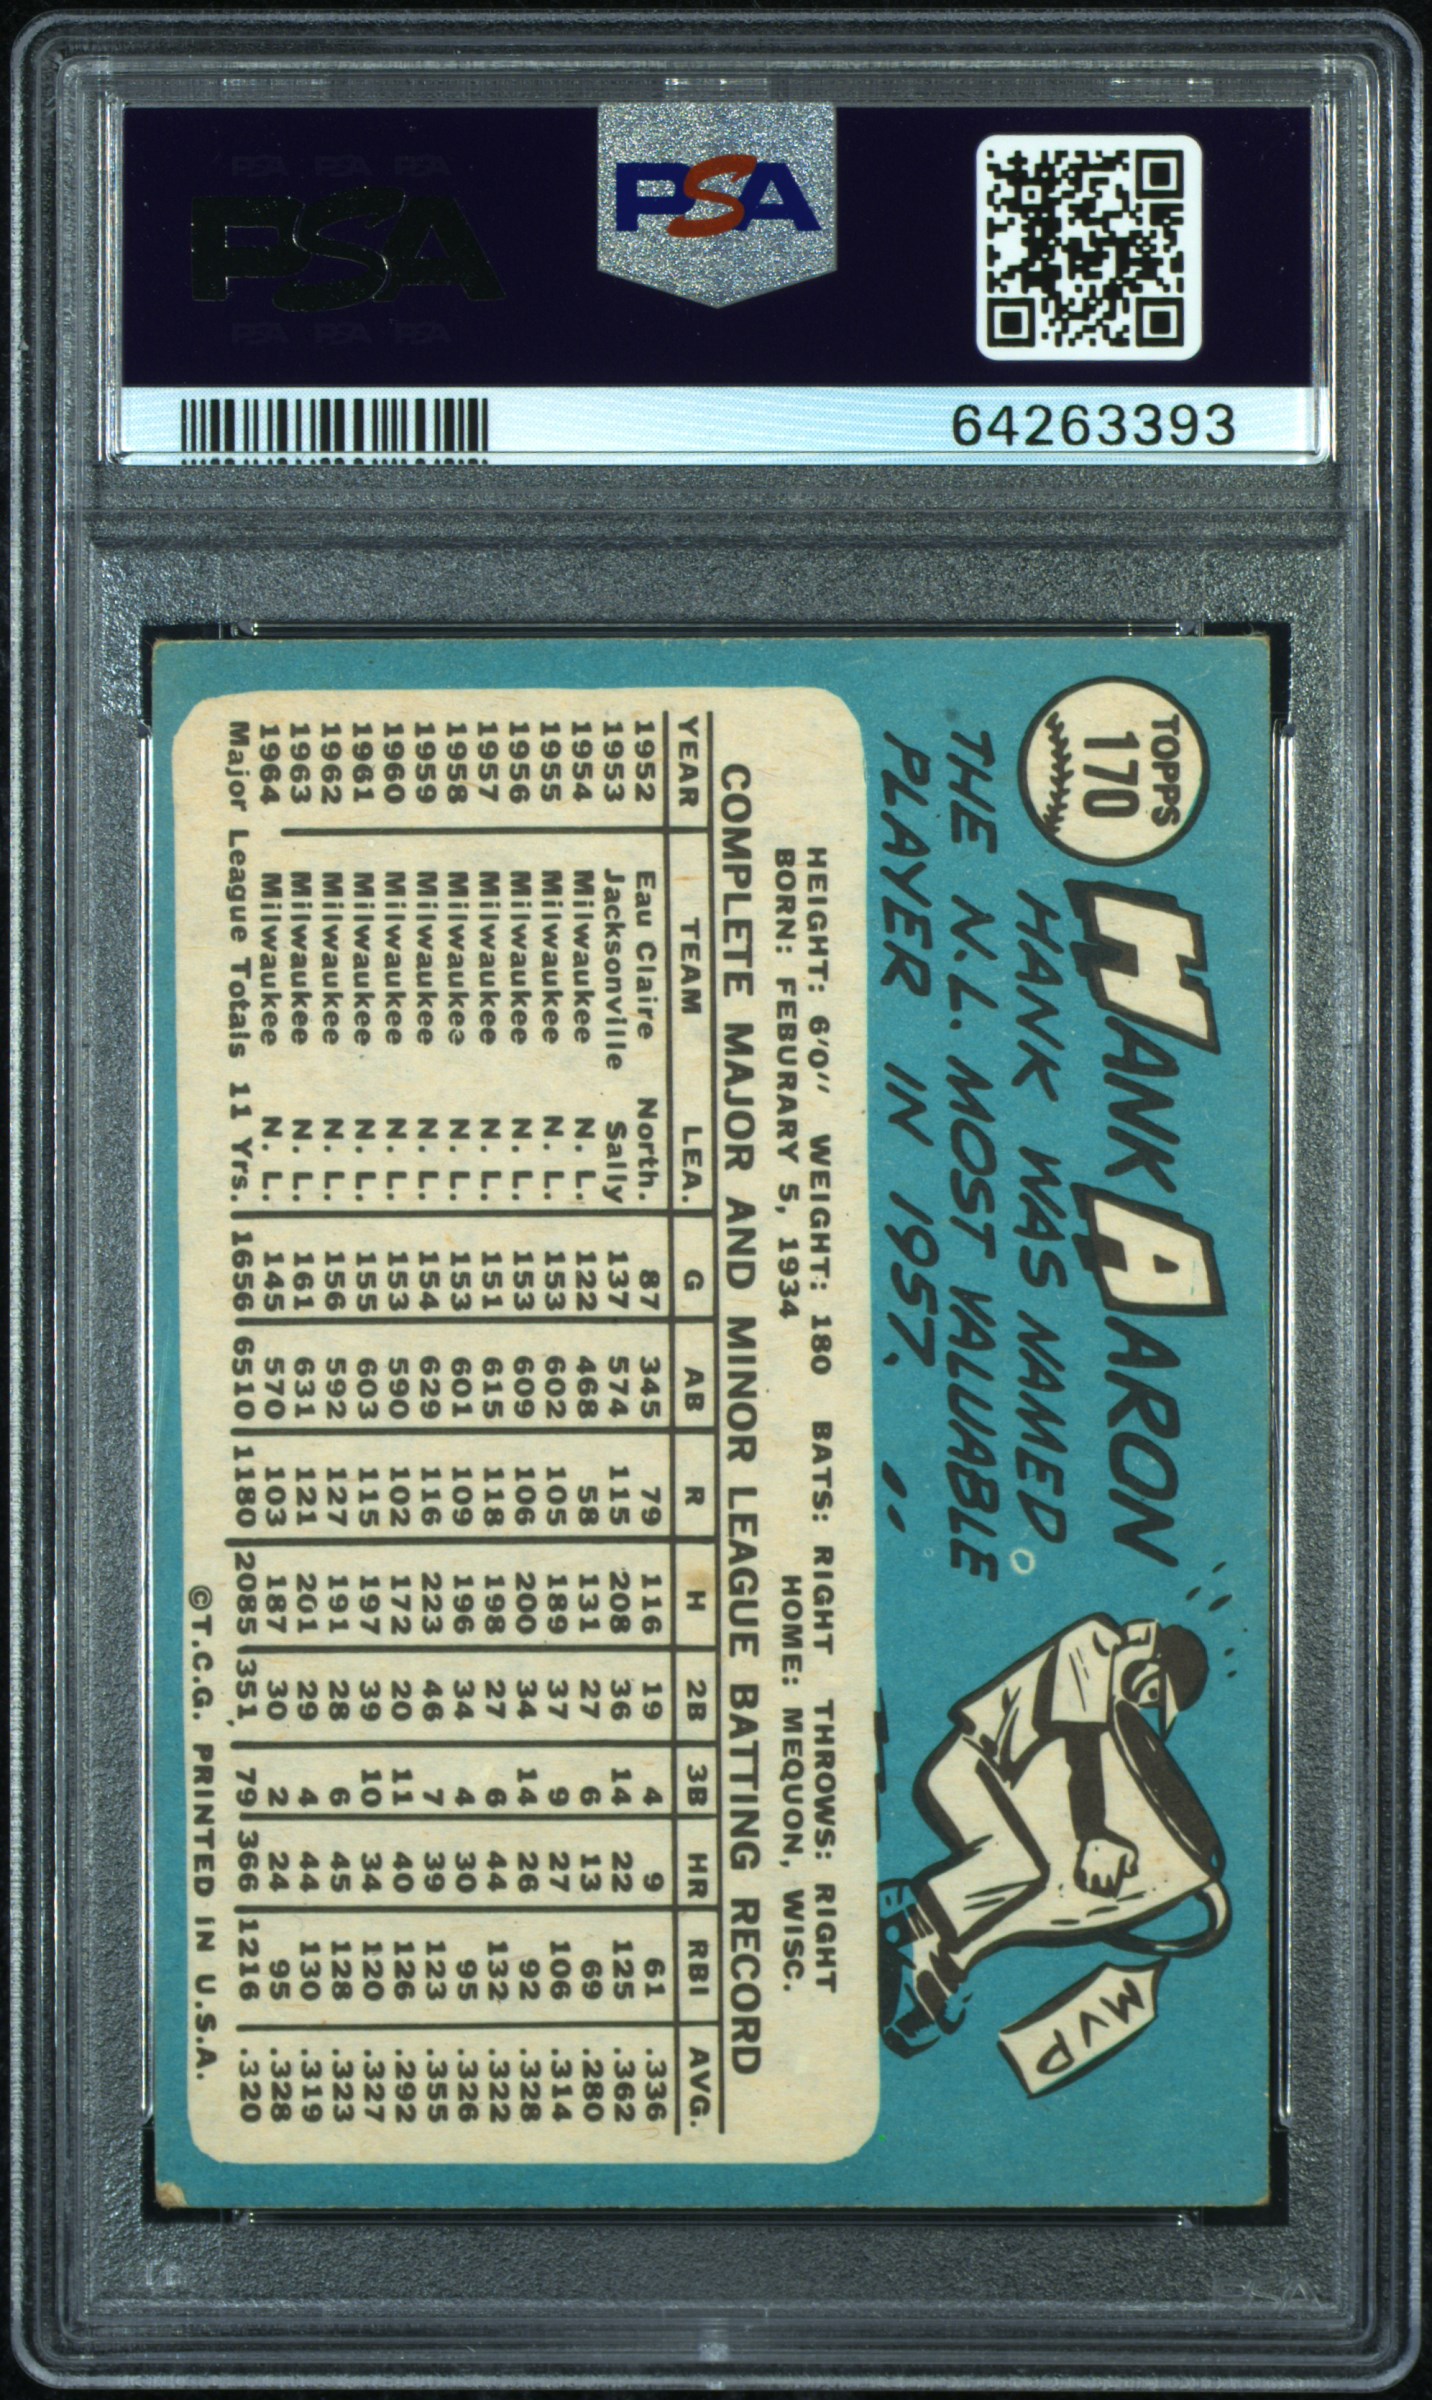 PSA PSA PSA
PSA
PSA PSA PSA
PSA
64263393
TOPPS
170
HANK AARON
HANK WAS NAMED
THE N.L. MOST VALUABLE
PLAYER IN 1957.
MVP
HEIGHT: 6'0" WEIGHT: 180 BATS: RIGHT THROWS: RIGHT
BORN: FEBURARY 5, 1934 HOME: MEQUON, WISC.
COMPLETE MAJOR AND MINOR LEAGUE BATTING RECORD
YEAR TEAM LEA. G AB R H 2B 3B HR RBI AVG.
1952 Eau Claire North. 87 345 79 116 19 4 9 61 .336
1953 Jacksonville Sally 137 574 115 208 36 14 22 125 .362
1954 Milwaukee N. L. 122 468 58 131 27 6 13 69 .280
1955 Milwaukee N. L. 153 602 105 189 37 9 27 106 .314
1956 Milwaukee N. L. 153 609 106 200 34 14 26 92 .328
1957 Milwaukee N. L. 151 615 118 198 27 6 44 132 .322
1958 Milwaukee N. L. 153 601 109 196 34 4 30 95 .326
1959 Milwaukee N. L. 154 629 116 223 46 7 39 123 .355
1960 Milwaukee N. L. 153 590 102 172 20 11 40 126 .292
1961 Milwaukee N. L. 155 603 115 197 39 10 34 120 .327
1962 Milwaukee N. L. 156 592 127 191 28 6 45 128 .323
1963 Milwaukee N. L. 161 631 121 201 29 4 44 130 .319
1964 Milwaukee N. L. 145 570 103 187 30 2 24 95 .328
Major League Totals 11 Yrs. 1656 6510 1180 2085 351 79 366 1216 .320
©T.C.G. PRINTED IN U.S.A.
PSA